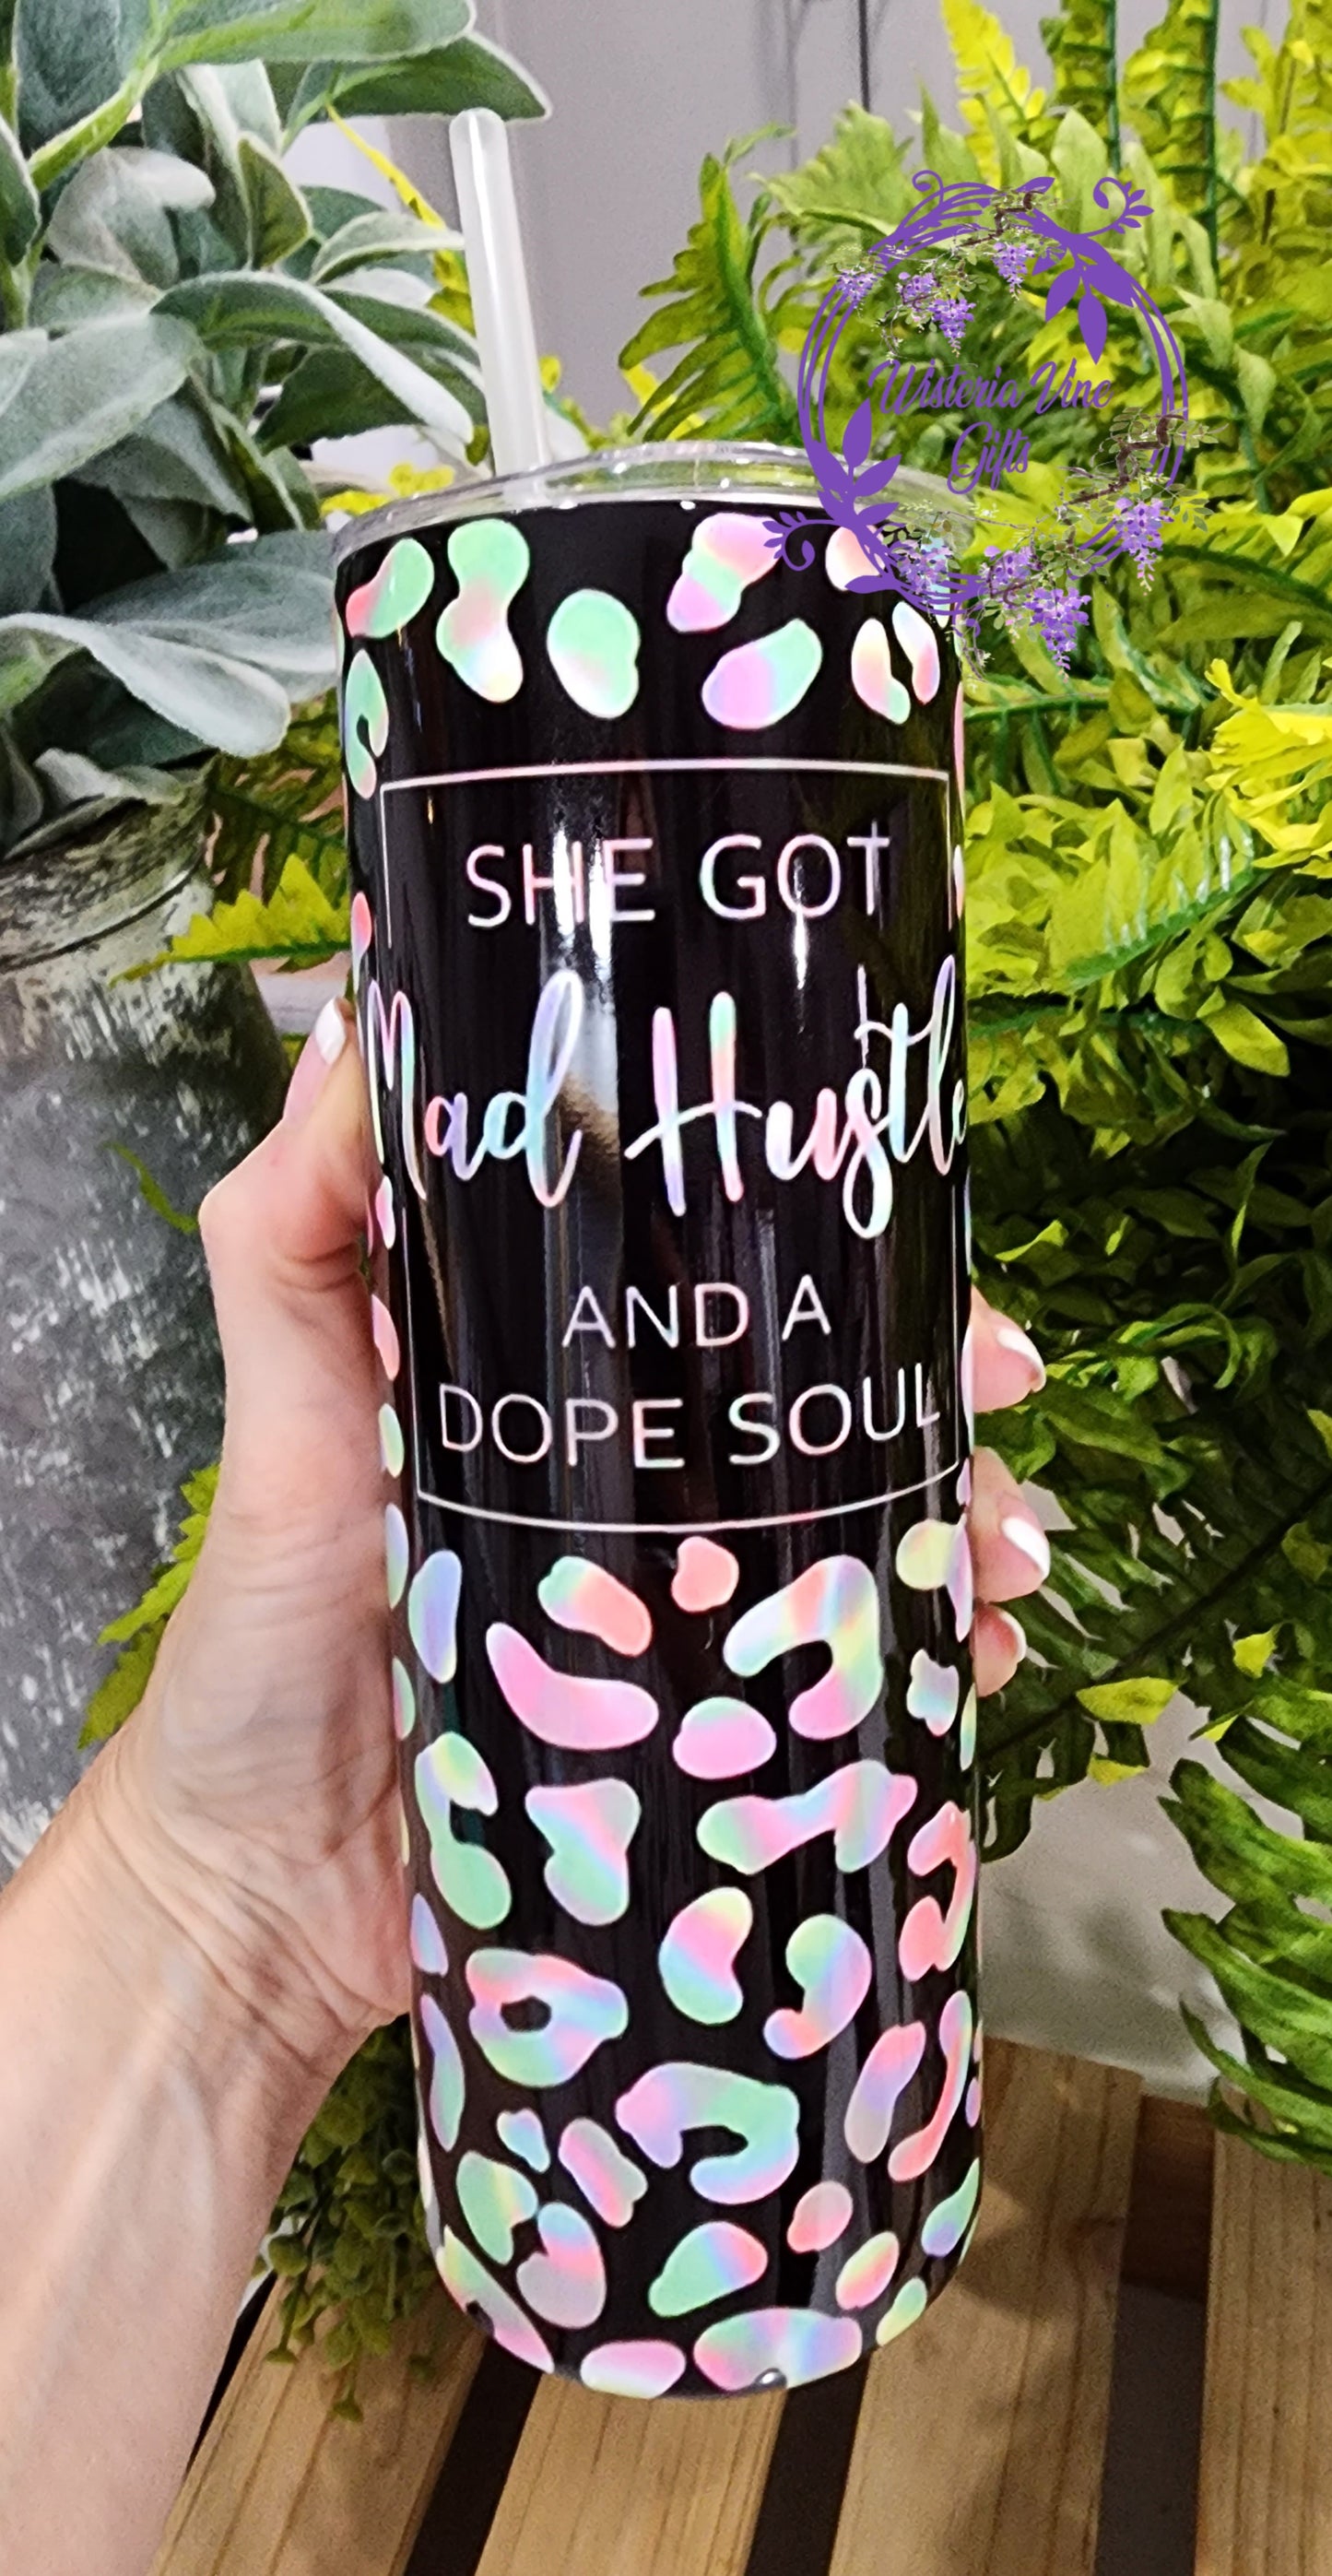 Wisteria Vine
Gifts
SHE GOT
Mad Hustle
AND A
DOPE SOUL